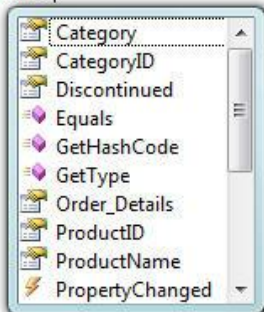 Category
CategoryID
Discontinued
Equals
GetHashCode
GetType
Order_Details
ProductID
ProductName
PropertyChanged